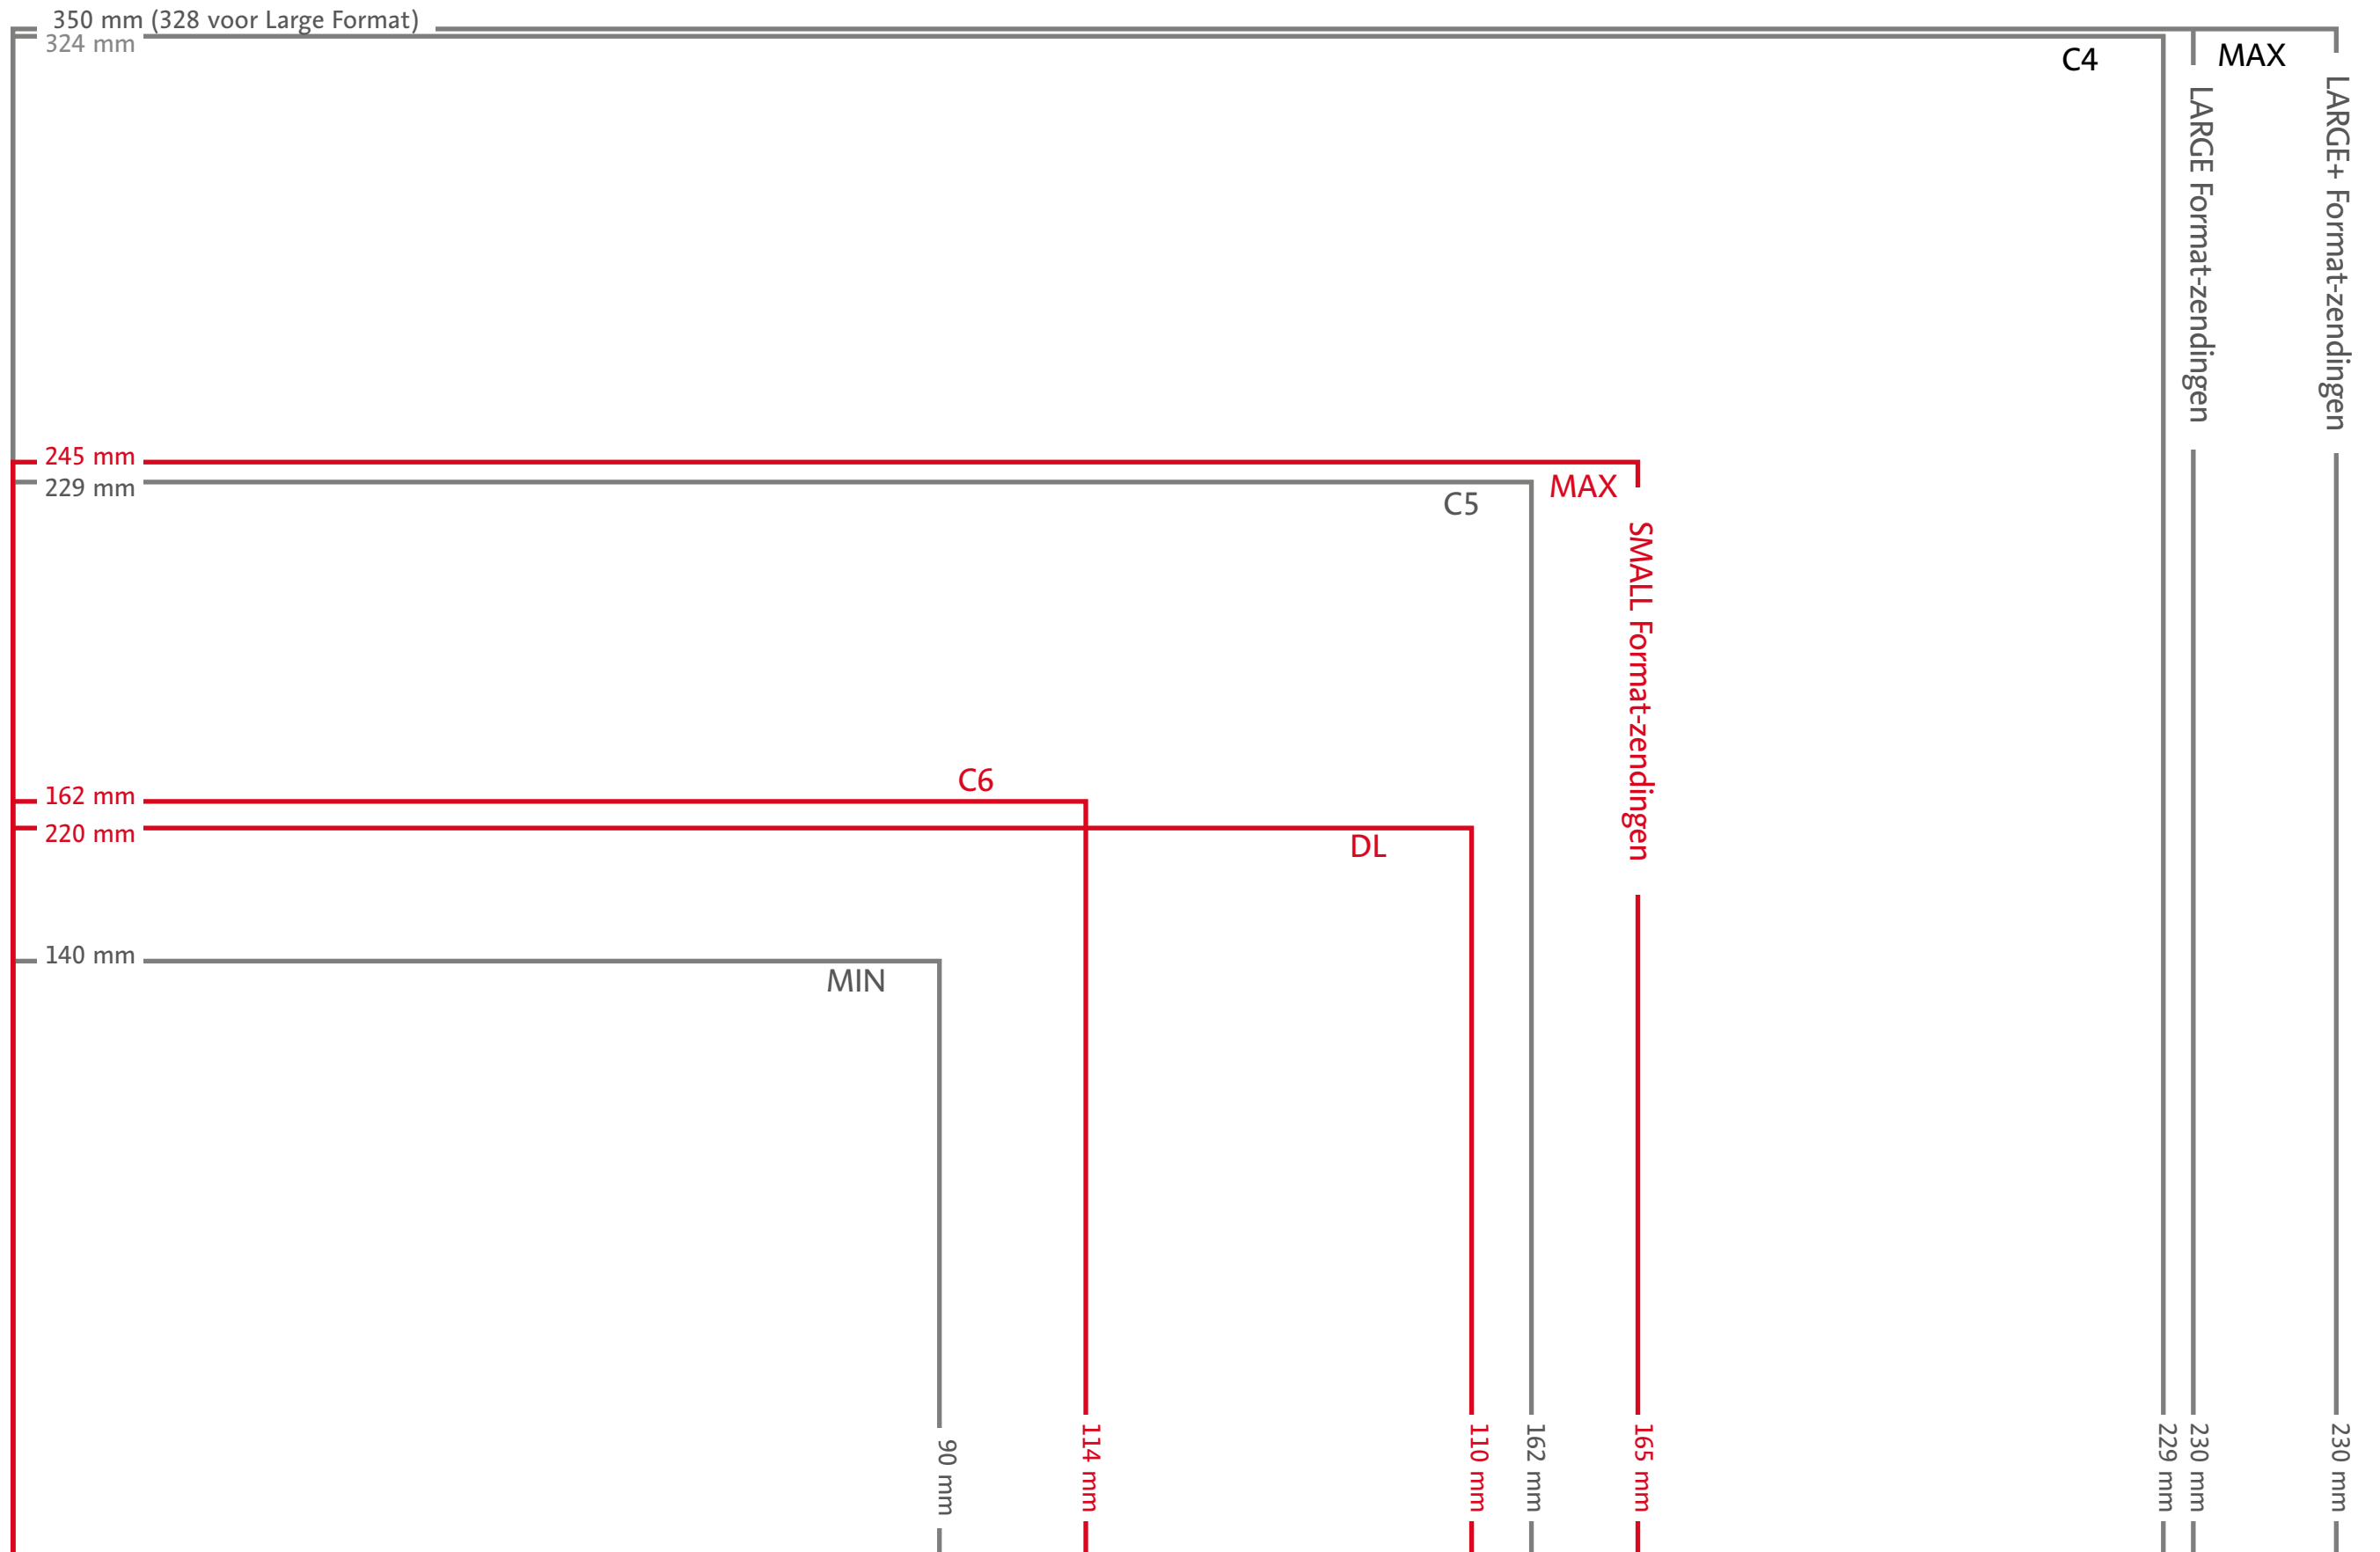 350 mm (328 voor Large Format)
324 mm
C4
MAX
LARGE Format-zendingen
LARGE+ Format-zendingen
245 mm
229 mm
MAX
C5
SMALL Format-zendingen
C6
162 mm
220 mm
DL
140 mm
MIN
90 mm
114 mm
110 mm
162 mm
165 mm
229 mm
230 mm
230 mm